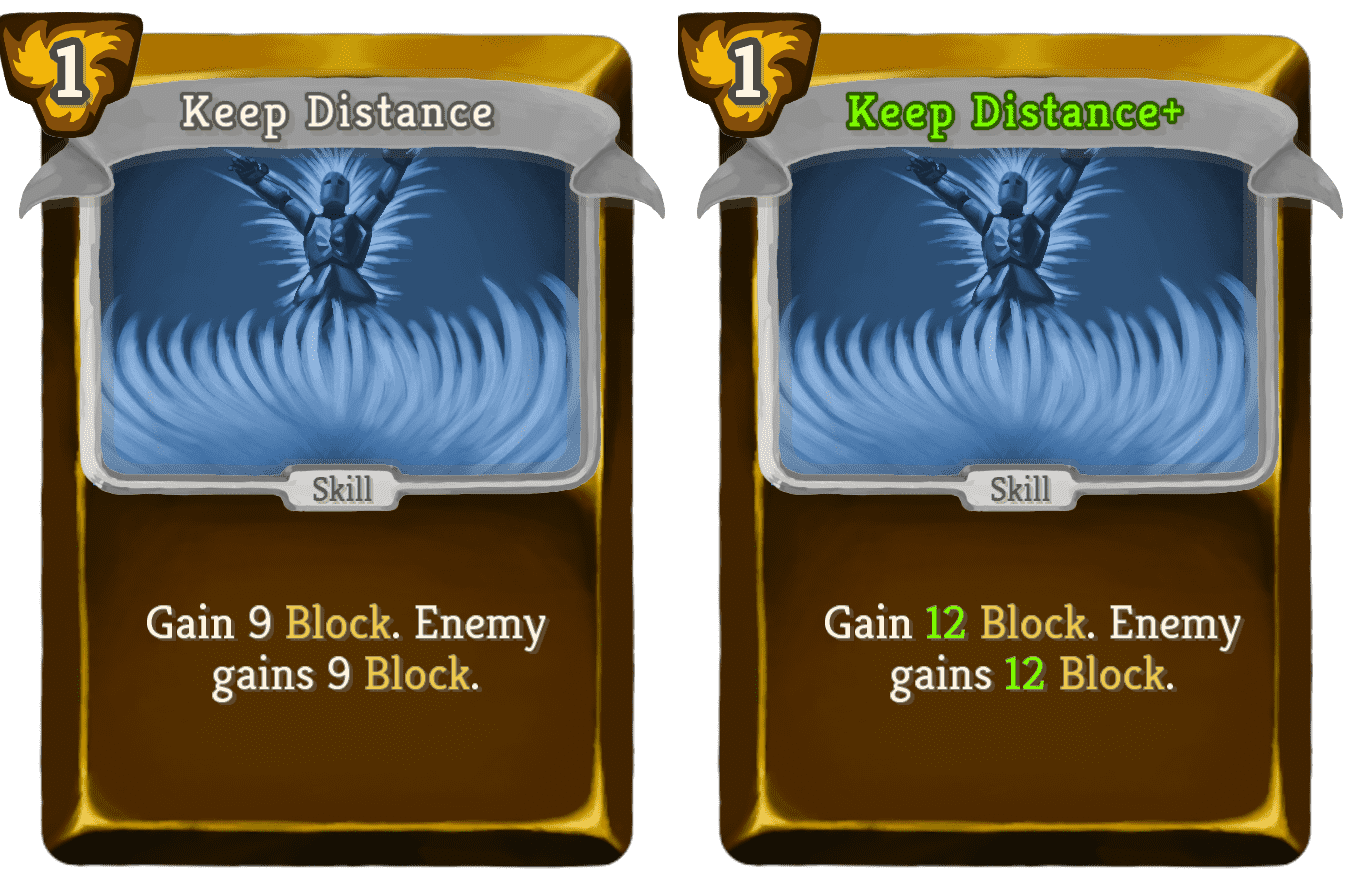 1
Keep Distance
Skill
Gain 9 Block. Enemy
gains 9 Block.
1
Keep Distance+
Skill
Gain 12 Block. Enemy
gains 12 Block.